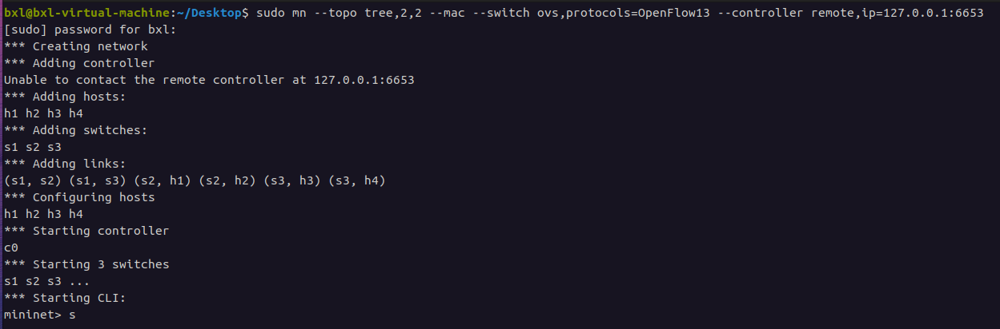 bxl@bxl-virtual-machine:~/Desktop$ sudo mn --topo tree,2,2 --mac --switch ovs,protocols=OpenFlow13 --controller remote,ip=127.0.0.1:6653
[sudo] password for bxl:
*** Creating network
*** Adding controller
Unable to contact the remote controller at 127.0.0.1:6653
*** Adding hosts:
h1 h2 h3 h4
*** Adding switches:
s1 s2 s3
*** Adding links:
(s1, s2) (s1, s3) (s2, h1) (s2, h2) (s3, h3) (s3, h4)
*** Configuring hosts
h1 h2 h3 h4
*** Starting controller
c0
*** Starting 3 switches
s1 s2 s3 ...
*** Starting CLI:
mininet> s